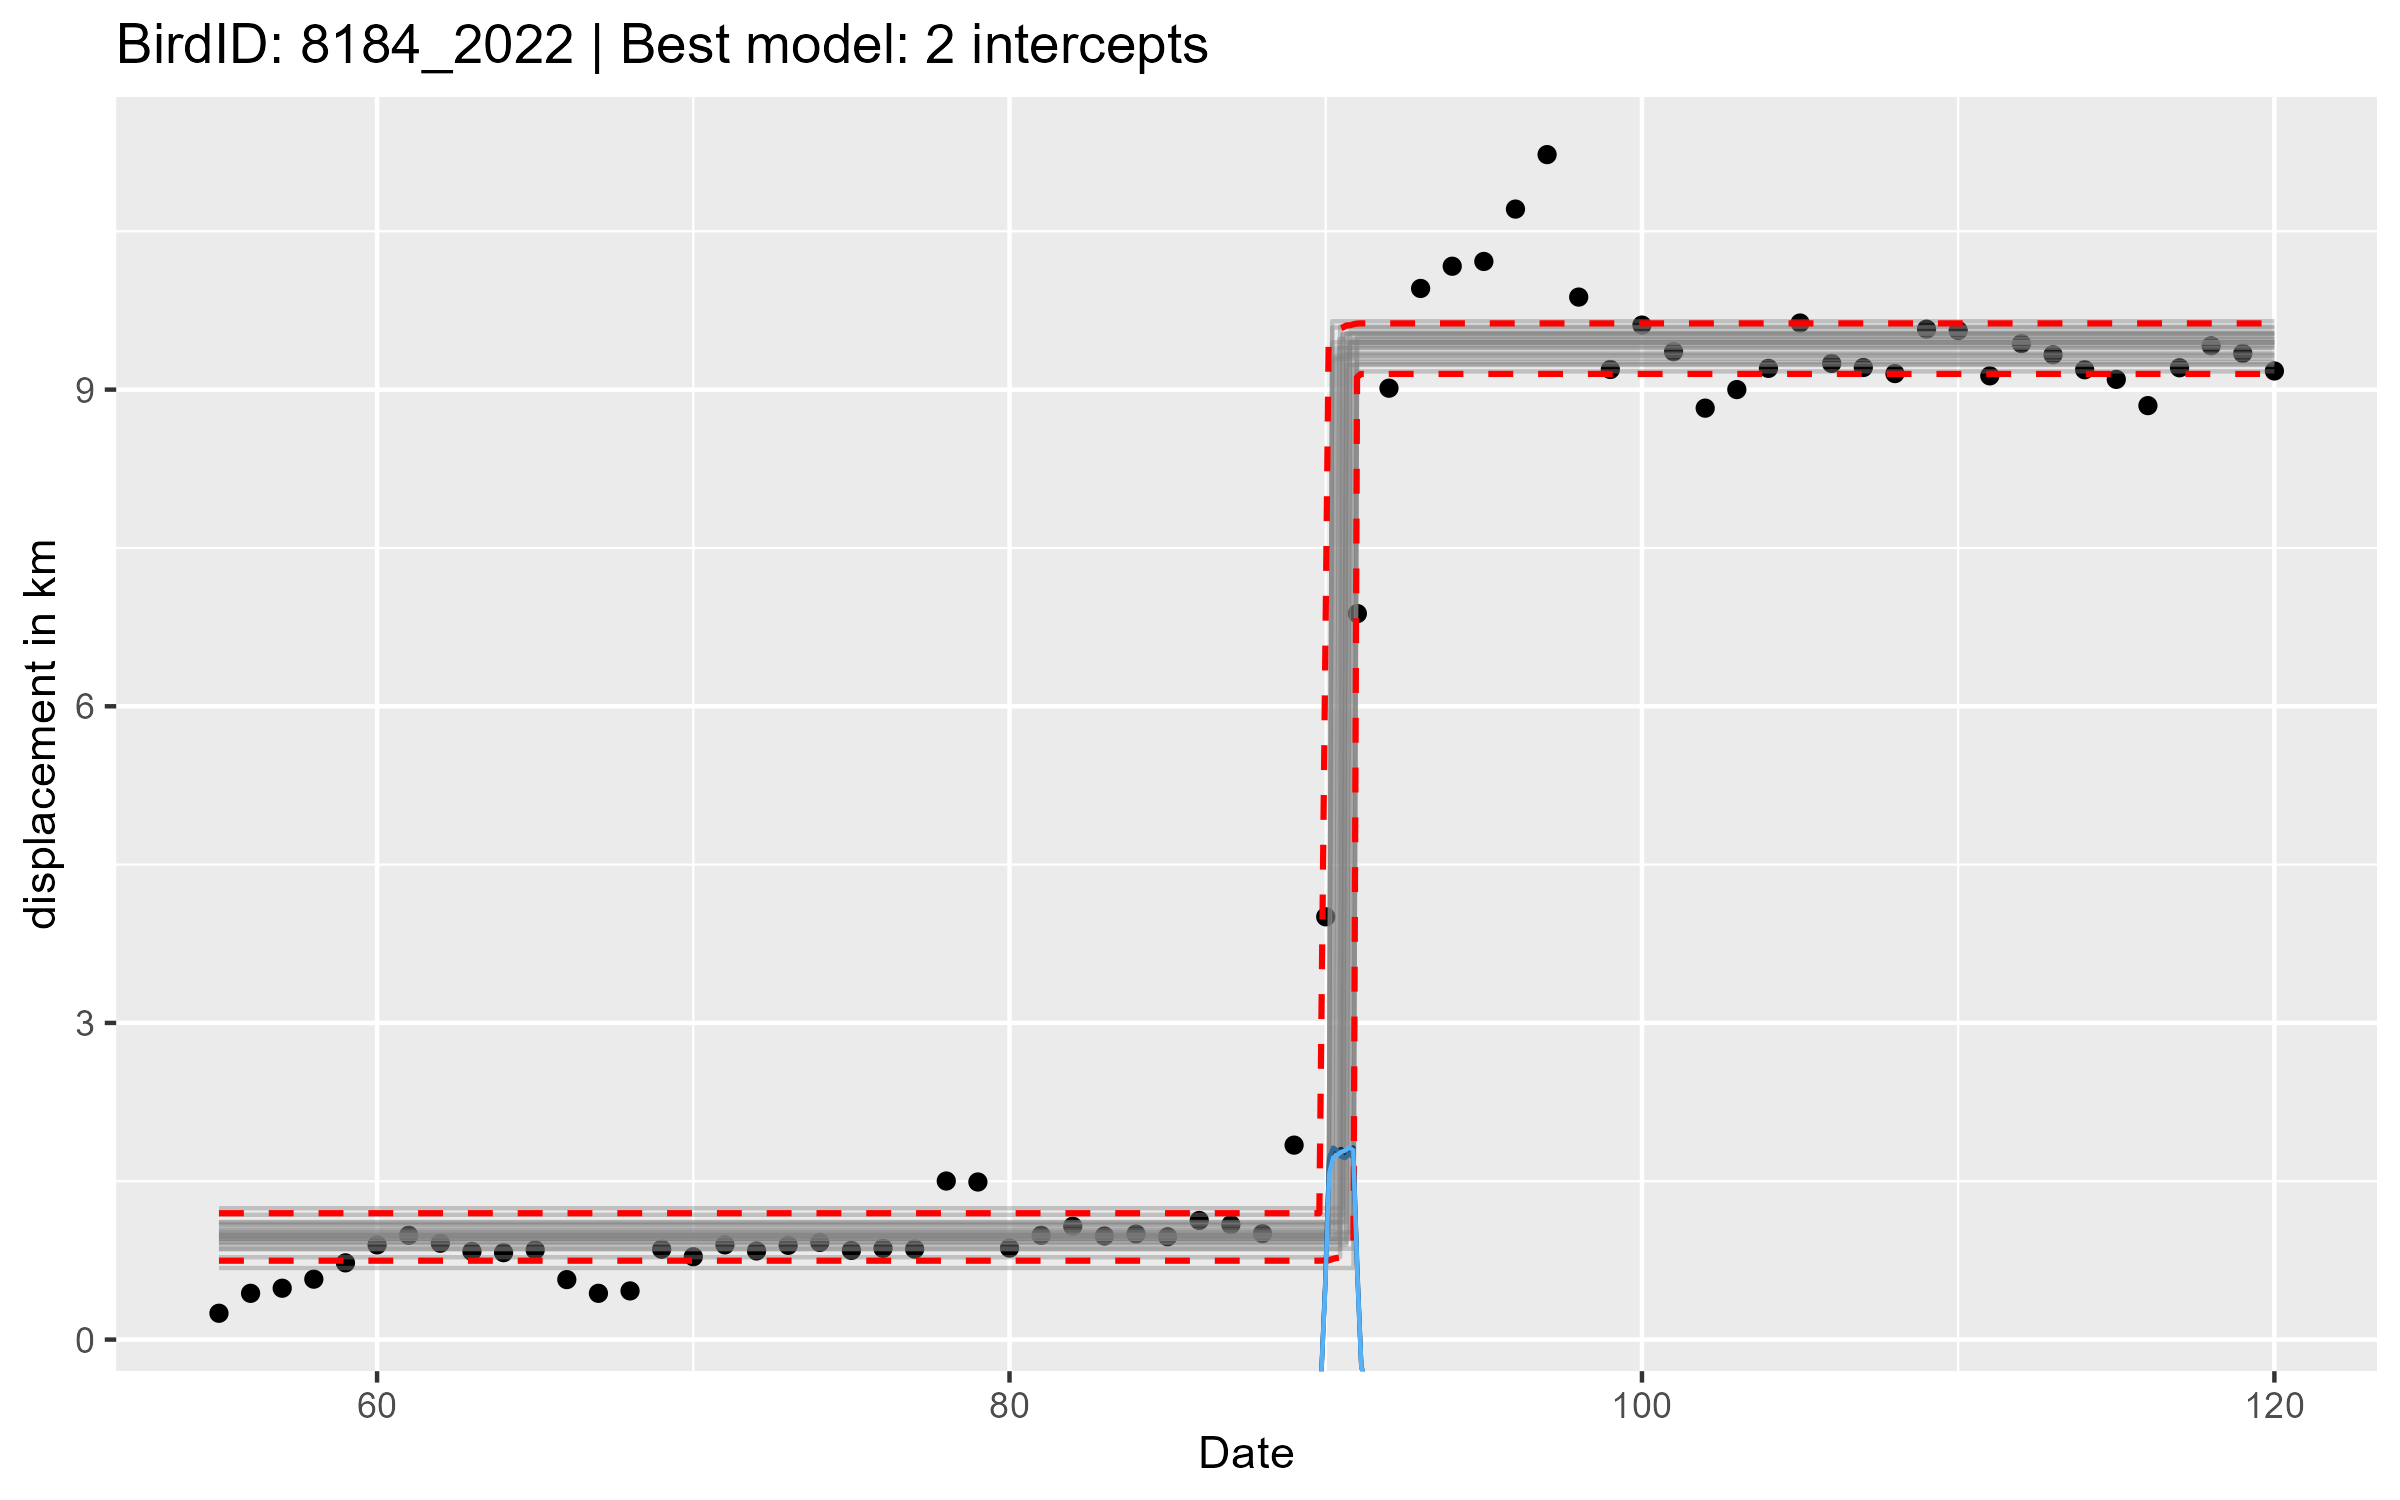 BirdID: 8184_2022 | Best model: 2 intercepts
displacement in km
9
6
3
0
60
80
100
120
Date